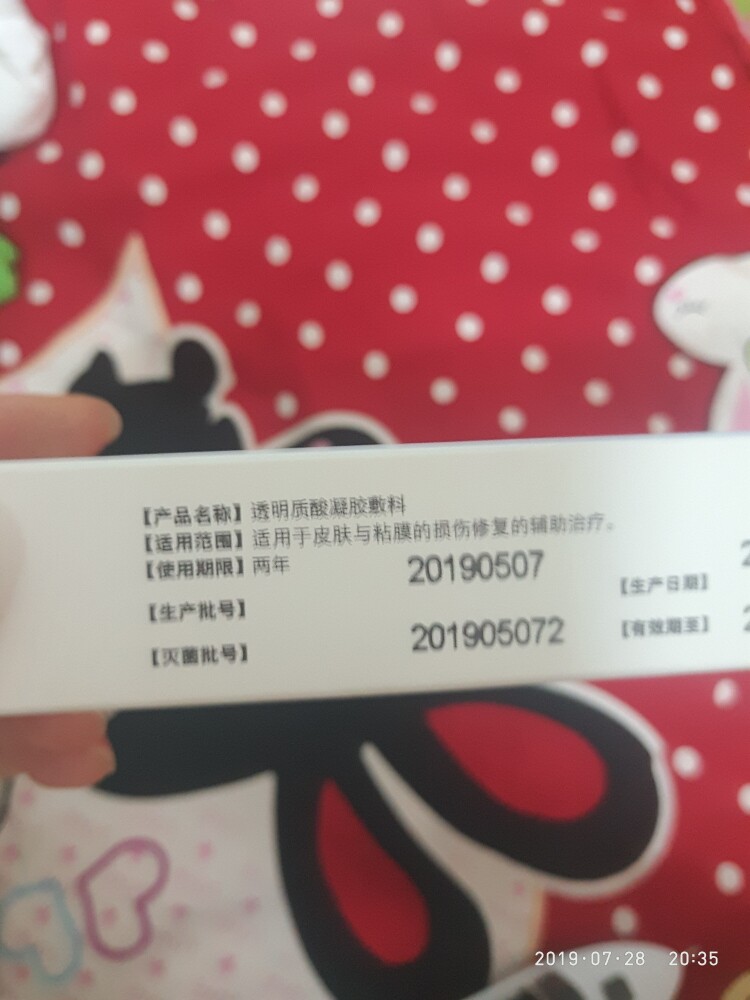 【产品名称】透明质酸凝胶敷料
【适用范围】适用于皮肤与粘膜的损伤修复的辅助治疗。
【使用期限】两年
【生产批号】 20190507 【生产日期】 2
【灭菌批号】 201905072 【有效期至】 2
2019·07·28 20:35